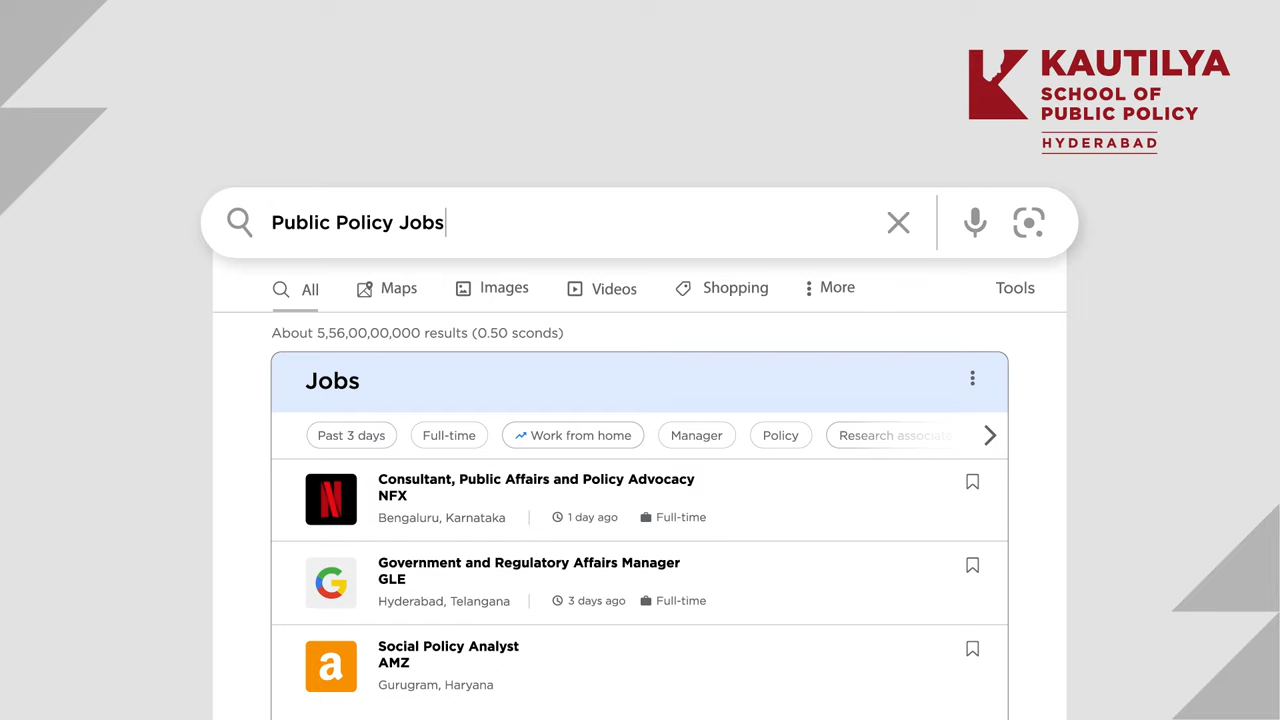 KAUTILYA
SCHOOL OF
PUBLIC POLICY
HYDERABAD
Public Policy Jobs
All Maps Images Videos Shopping More Tools
About 5,56,00,00,000 results (0.50 sconds)
Jobs
Past 3 days Full-time Work from home Manager Policy Research associate
Consultant, Public Affairs and Policy Advocacy
NFX
Bengaluru, Karnataka 1 day ago Full-time
Government and Regulatory Affairs Manager
GLE
Hyderabad, Telangana 3 days ago Full-time
Social Policy Analyst
AMZ
Gurugram, Haryana